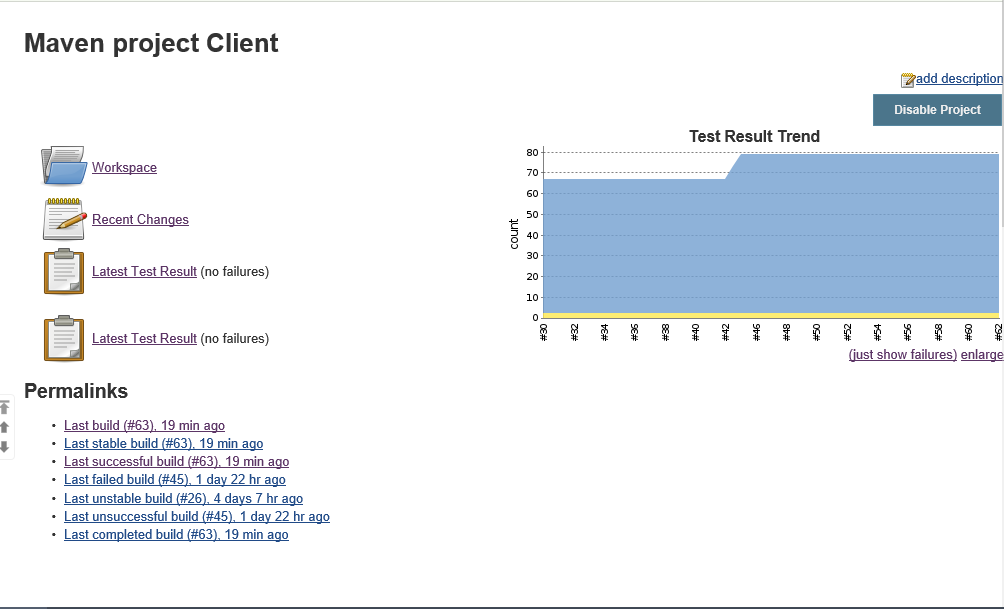 Maven project Client
add description
Disable Project
Workspace
Recent Changes
Latest Test Result (no failures)
Latest Test Result (no failures)
Test Result Trend
count
80
70
60
50
40
30
20
10
0
#30
#32
#34
#36
#38
#40
#42
#46
#48
#50
#52
#54
#56
#58
#60
#62
(just show failures) enlarge
Permalinks
• Last build (#63), 19 min ago
• Last stable build (#63), 19 min ago
• Last successful build (#63), 19 min ago
• Last failed build (#45), 1 day 22 hr ago
• Last unstable build (#26), 4 days 7 hr ago
• Last unsuccessful build (#45), 1 day 22 hr ago
• Last completed build (#63), 19 min ago